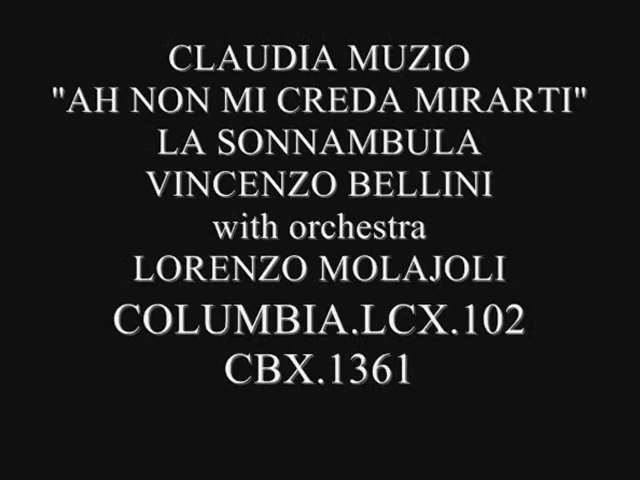 CLAUDIA MUZIO
"AH NON MI CREDA MIRARTI"
LA SONNAMBULA
VINCENZO BELLINI
with orchestra
LORENZO MOLAJOLI
COLUMBIA.LCX.102
CBX.1361